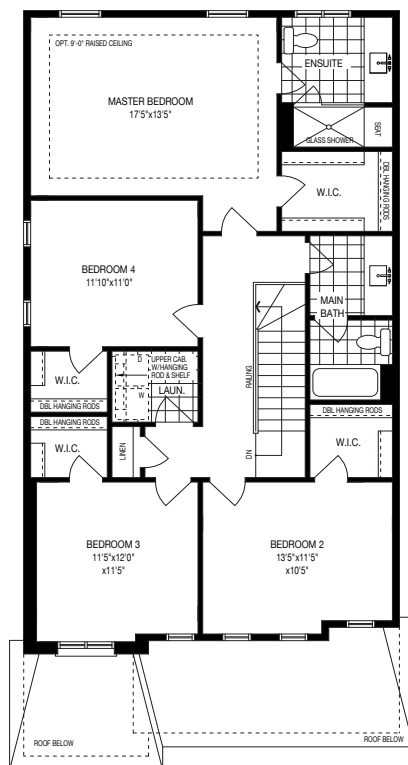 OPT. 9'-0" RAISED CEILING
MASTER BEDROOM
17'5"x13'5"
ENSUITE
GLASS SHOWER
SEAT
W.I.C.
DBL HANGING RODS
BEDROOM 4
11'10"x11'0"
MAIN
BATH
RAILING
DN
D
W
UPPER CAB.
W/HANGING
ROD & SHELF
LAUN.
W.I.C.
DBL HANGING RODS
DBL HANGING RODS
W.I.C.
LINEN
DBL HANGING RODS
W.I.C.
BEDROOM 3
11'5"x12'0"
x11'5"
BEDROOM 2
13'5"x11'5"
x10'5"
ROOF BELOW
ROOF BELOW